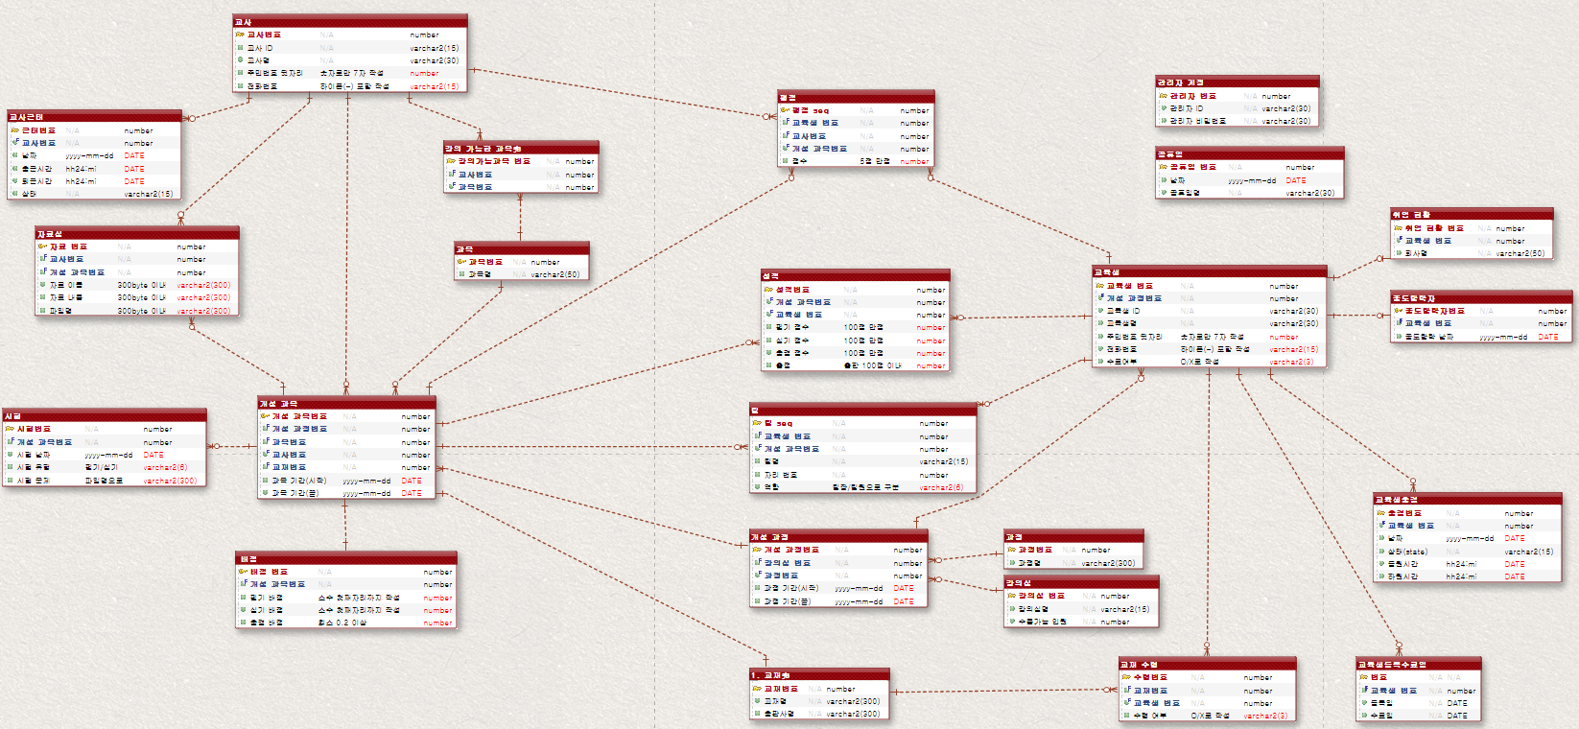 교사
교사번호 N/A number
교사 ID N/A varchar2(15)
교사명 N/A varchar2(30)
주민번호 뒷자리 숫자로만 7자 작성 number
전화번호 하이픈(-) 포함 작성 varchar2(15)
교사근태
근태번호 N/A number
교사번호 N/A number
날짜 yyyy-mm-dd DATE
출근시간 hh24:mi DATE
퇴근시간 hh24:mi DATE
상태 N/A varchar2(15)
강의 가능한 과목
강의가능과목 번호 N/A number
교사번호 N/A number
과목번호 N/A number
평점
평점 seq N/A number
교육생 번호 N/A number
교사번호 N/A number
개설 과목번호 N/A number
점수 5점 만점 number
관리자 계정
관리자 번호 N/A number
관리자 ID N/A varchar2(30)
관리자 비밀번호 N/A varchar2(30)
공휴일
공휴일 번호 N/A number
날짜 yyyy-mm-dd DATE
공휴일명 N/A varchar2(30)
취업 현황
취업 현황 번호 N/A number
교육생 번호 N/A number
회사명 N/A varchar2(50)
자료실
자료 번호 N/A number
교사번호 N/A number
개설 과목번호 N/A number
자료 이름 300byte 이내 varchar2(300)
자료 내용 300byte 이내 varchar2(300)
파일명 300byte 이내 varchar2(300)
과목
과목번호 N/A number
과목명 N/A varchar2(50)
성적
성적번호 N/A number
개설 과목번호 N/A number
교육생 번호 N/A number
필기 점수 100점 만점 number
실기 점수 100점 만점 number
출결 점수 100점 만점 number
총점 총합 100점 이내 number
교육생
교육생 번호 N/A number
개설 과정번호 N/A number
교육생 ID N/A varchar2(30)
교육생명 N/A varchar2(30)
주민번호 뒷자리 숫자로만 7자 작성 number
전화번호 하이픈(-) 포함 작성 varchar2(15)
수료여부 O/X로 작성 varchar2(3)
중도탈락자
중도탈락자번호 N/A number
교육생 번호 N/A number
중도탈락 날짜 yyyy-mm-dd DATE
시험
시험번호 N/A number
개설 과목번호 N/A number
시험 날짜 yyyy-mm-dd DATE
시험 유형 필기/실기 varchar2(6)
시험 문제 파일명으로 varchar2(300)
개설 과목
개설 과목번호 N/A number
개설 과정번호 N/A number
과목번호 N/A number
교사번호 N/A number
교재번호 N/A number
과목 기간(시작) yyyy-mm-dd DATE
과목 기간(끝) yyyy-mm-dd DATE
팀
팀 seq N/A number
교육생 번호 N/A number
개설 과목번호 N/A number
팀명 N/A varchar2(15)
자리 번호 N/A number
역할 팀장/팀원으로 구분 varchar2(6)
교육생출결
출결번호 N/A number
교육생 번호 N/A number
날짜 yyyy-mm-dd DATE
상태(state) N/A varchar2(15)
등원시간 hh24:mi DATE
하원시간 hh24:mi DATE
배점
배점 번호 N/A number
개설 과목번호 N/A number
필기 배점 소수 첫째자리까지 작성 number
실기 배점 소수 첫째자리까지 작성 number
출결 배점 최소 0.2 이상 number
개설 과정
개설 과정번호 N/A number
강의실 번호 N/A number
과정번호 N/A number
과정 기간(시작) yyyy-mm-dd DATE
과정 기간(끝) yyyy-mm-dd DATE
과정
과정번호 N/A number
과정명 N/A varchar2(300)
강의실
강의실 번호 N/A number
강의실명 N/A varchar2(15)
수용가능 인원 N/A number
1. 교재
교재번호 N/A number
교재명 N/A varchar2(300)
출판사명 N/A varchar2(300)
교재 수령
수령번호 N/A number
교재번호 N/A number
교육생 번호 N/A number
수령 여부 O/X로 작성 varchar2(3)
교육생등록수료일
번호 N/A N/A
교육생 번호 N/A number
등록일 N/A DATE
수료일 N/A DATE